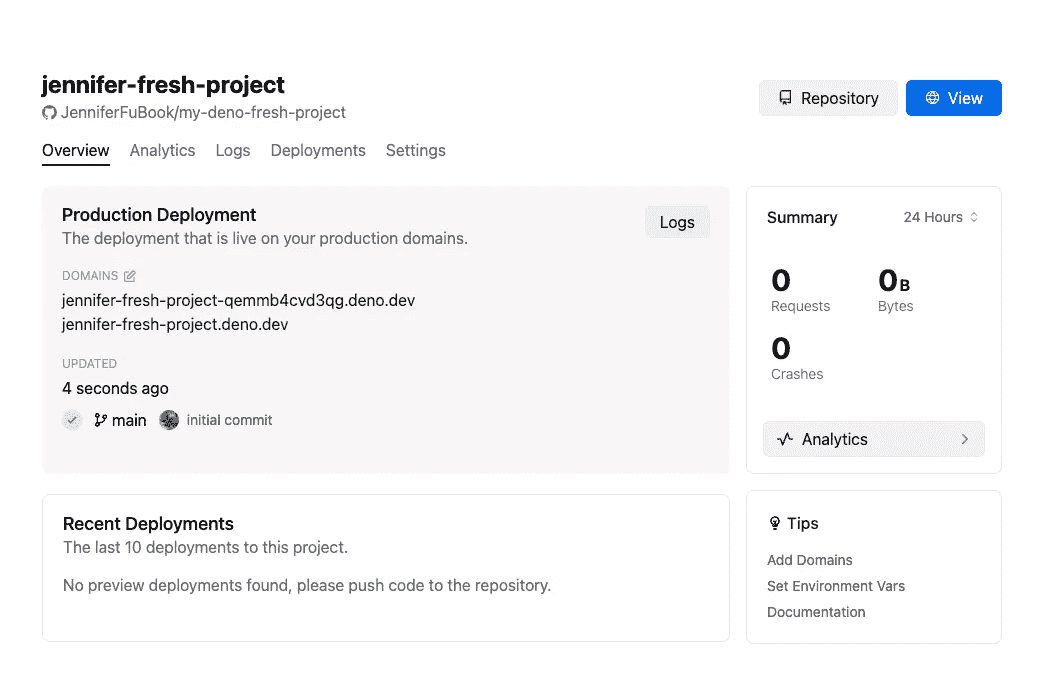 jennifer-fresh-project
JenniferFuBook/my-deno-fresh-project
Repository
View
Overview Analytics Logs Deployments Settings
Production Deployment
The deployment that is live on your production domains.
Logs
DOMAINS
jennifer-fresh-project-qemmb4cvd3qg.deno.dev
jennifer-fresh-project.deno.dev
UPDATED
4 seconds ago
main initial commit
Summary 24 Hours
0 0B
Requests Bytes
0
Crashes
Analytics
Recent Deployments
The last 10 deployments to this project.
No preview deployments found, please push code to the repository.
Tips
Add Domains
Set Environment Vars
Documentation